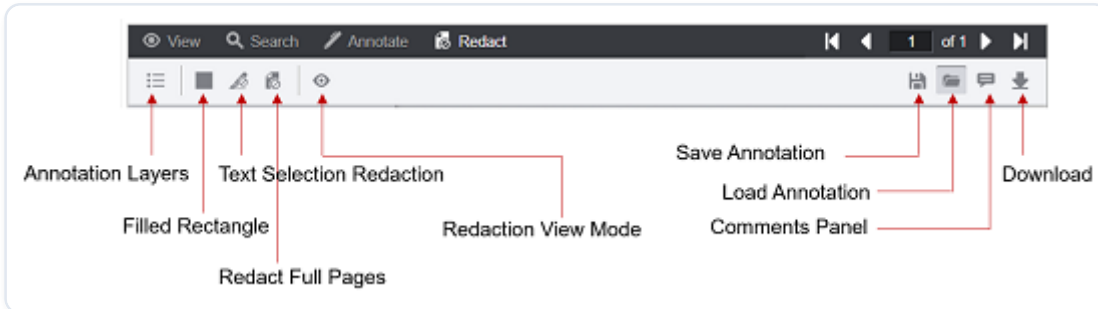 View Search Annotate Redact 1 of 1
Save Annotation
Annotation Layers Text Selection Redaction Load Annotation Download
Filled Rectangle Redaction View Mode Comments Panel
Redact Full Pages